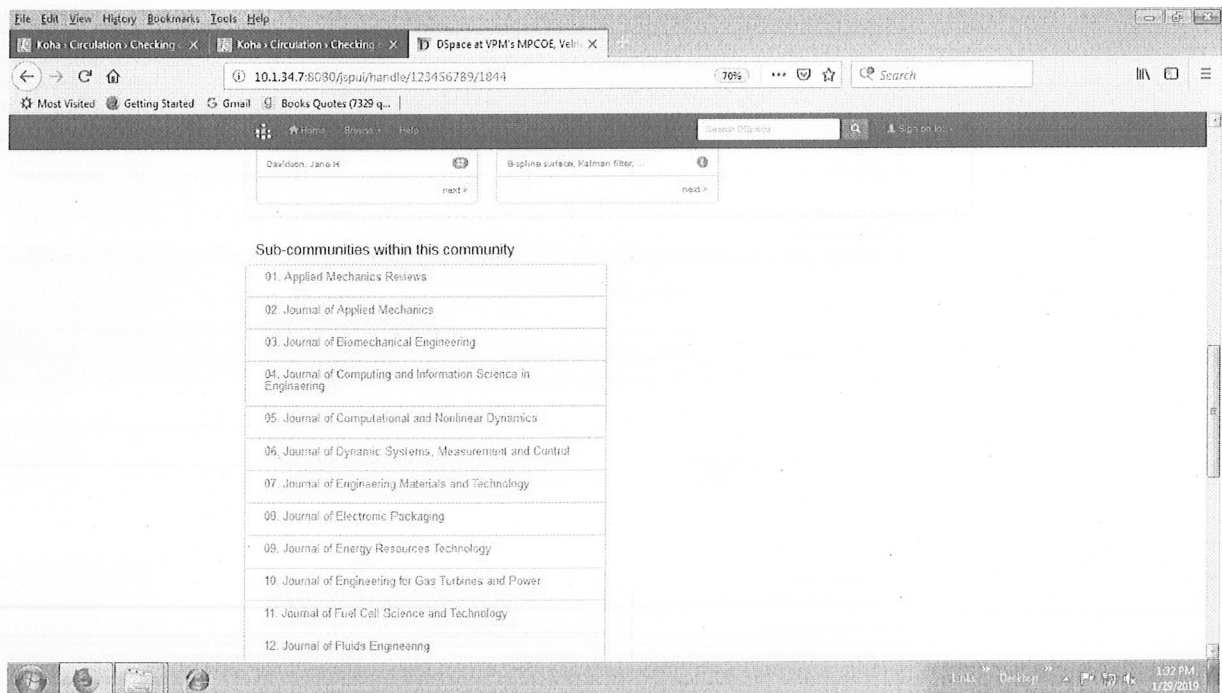 File Edit View History Bookmarks Tools Help
Koha › Circulation › Checking X Koha › Circulation › Checking X DSpace at VPM's MPCOE, Veln X
10.1.34.7:8080/jspui/handle/123456789/1844 70% Search
Most Visited Getting Started Gmail Books Quotes (7329 q...
Home Browse Help Search DSpace Sign on to:
Davidson, Jane H. B-spline surface, Kalman filter, ...
next > next >
Sub-communities within this community
01. Applied Mechanics Reviews
02. Journal of Applied Mechanics
03. Journal of Biomechanical Engineering
04. Journal of Computing and Information Science in
Engineering
05. Journal of Computational and Nonlinear Dynamics
06. Journal of Dynamic Systems, Measurement and Control
07. Journal of Engineering Materials and Technology
08. Journal of Electronic Packaging
09. Journal of Energy Resources Technology
10. Journal of Engineering for Gas Turbines and Power
11. Journal of Fuel Cell Science and Technology
12. Journal of Fluids Engineering
Links Desktop 1:32 PM
1/29/2019